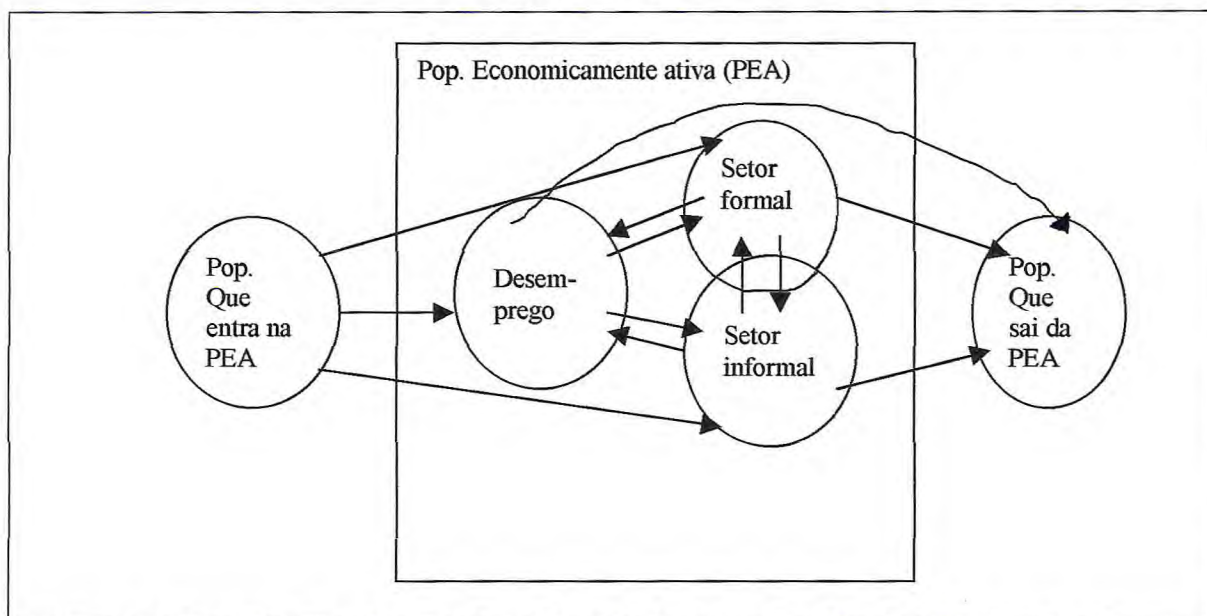 Pop. Economicamente ativa (PEA)
Setor
formal
Pop.
Que
entra na
PEA
Desem-
prego
Setor
informal
Pop.
Que
sai da
PEA